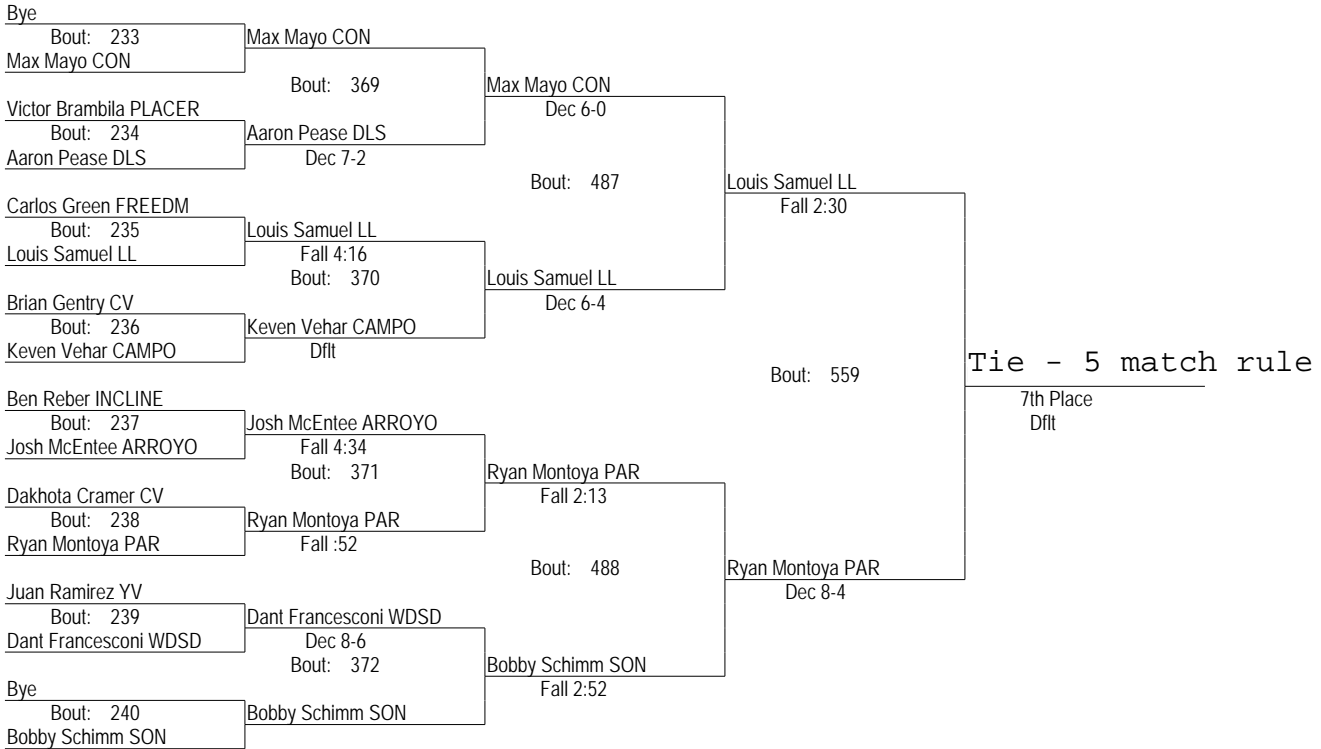 Bye
Bout: 233
Max Mayo CON
Max Mayo CON
Bout: 369
Max Mayo CON
Dec 6-0
Victor Brambila PLACER
Bout: 234
Aaron Pease DLS
Aaron Pease DLS
Dec 7-2
Bout: 487
Louis Samuel LL
Fall 2:30
Carlos Green FREEDM
Bout: 235
Louis Samuel LL
Louis Samuel LL
Fall 4:16
Bout: 370
Louis Samuel LL
Dec 6-4
Brian Gentry CV
Bout: 236
Keven Vehar CAMPO
Keven Vehar CAMPO
Dflt
Bout: 559
Tie - 5 match rule
7th Place
Dflt
Ben Reber INCLINE
Bout: 237
Josh McEntee ARROYO
Josh McEntee ARROYO
Fall 4:34
Bout: 371
Ryan Montoya PAR
Fall 2:13
Dakhota Cramer CV
Bout: 238
Ryan Montoya PAR
Ryan Montoya PAR
Fall :52
Bout: 488
Ryan Montoya PAR
Dec 8-4
Juan Ramirez YV
Bout: 239
Dant Francesconi WDSD
Dant Francesconi WDSD
Dec 8-6
Bout: 372
Bobby Schimm SON
Fall 2:52
Bye
Bout: 240
Bobby Schimm SON
Bobby Schimm SON